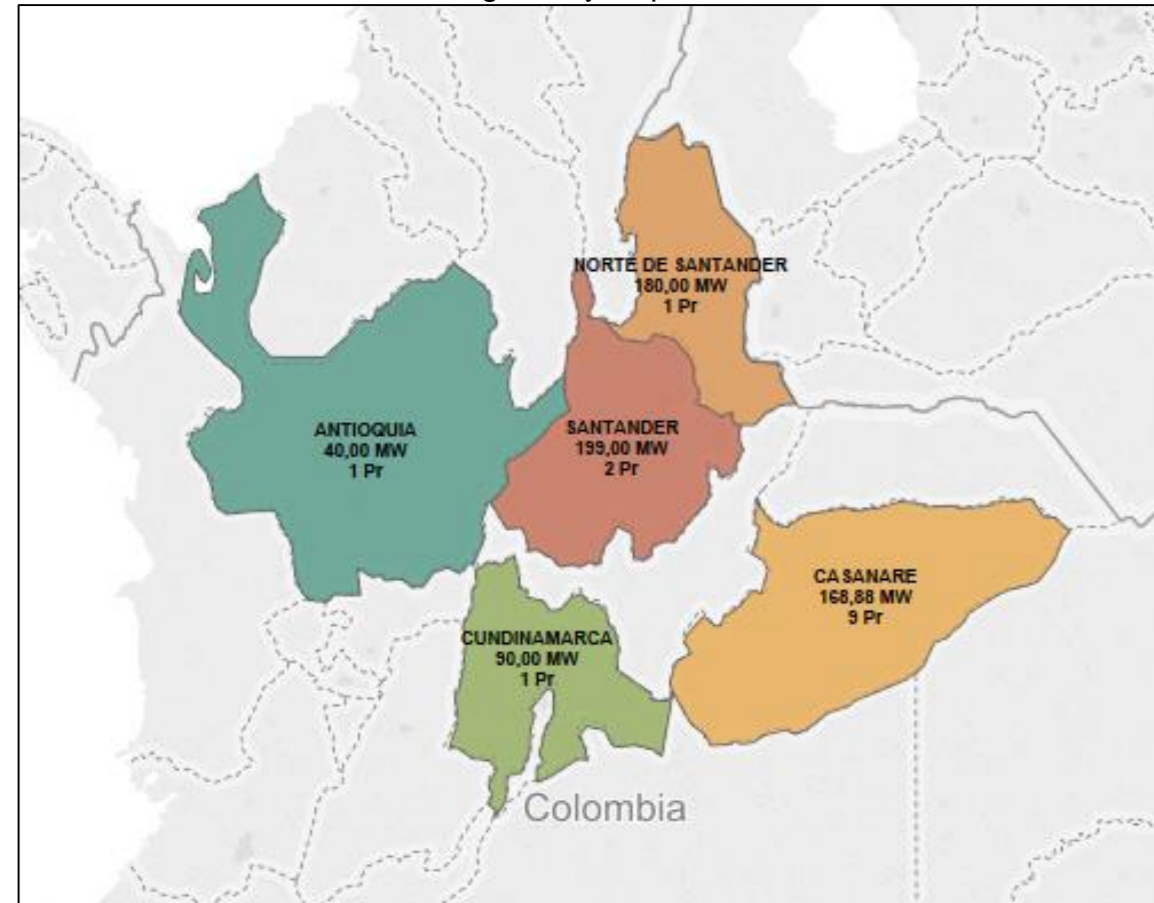 NORTE DE SANTANDER
180,00 MW
1 Pr
ANTIOQUIA
40,00 MW
1 Pr
SANTANDER
199,00 MW
2 Pr
CASANARE
168,88 MW
9 Pr
CUNDINAMARCA
90,00 MW
1 Pr
Colombia